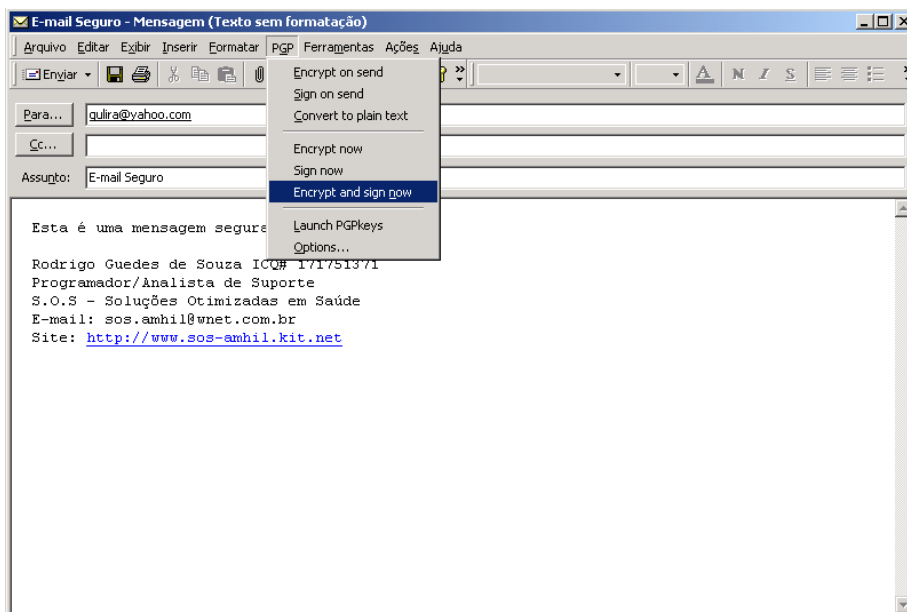 E-mail Seguro - Mensagem (Texto sem formatação)
Arquivo Editar Exibir Inserir Formatar PGP Ferramentas Ações Ajuda
Enviar N I S
Encrypt on send
Sign on send
Convert to plain text
Encrypt now
Sign now
Encrypt and sign now
Launch PGPkeys
Options...
Para... gulira@yahoo.com
Cc...
Assunto: E-mail Seguro
Esta é uma mensagem segura
Rodrigo Guedes de Souza ICQ# 171751371
Programador/Analista de Suporte
S.O.S - Soluções Otimizadas em Saúde
E-mail: sos.amhil@wnet.com.br
Site: http://www.sos-amhil.kit.net